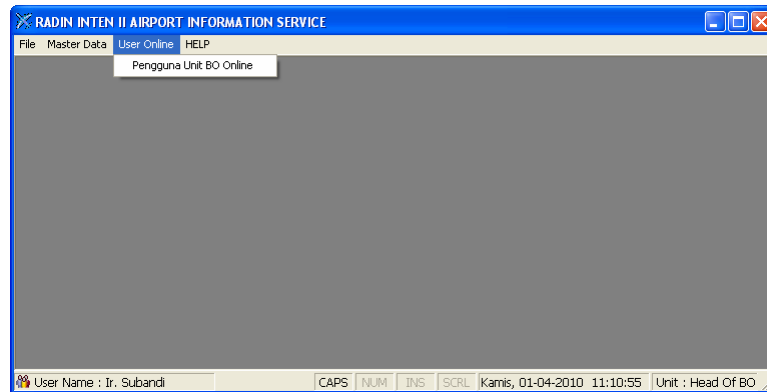 RADIN INTEN II AIRPORT INFORMATION SERVICE
File Master Data User Online HELP
Pengguna Unit BO Online
User Name : Ir. Subandi CAPS NUM INS SCRL Kamis, 01-04-2010 11:10:55 Unit : Head Of BO